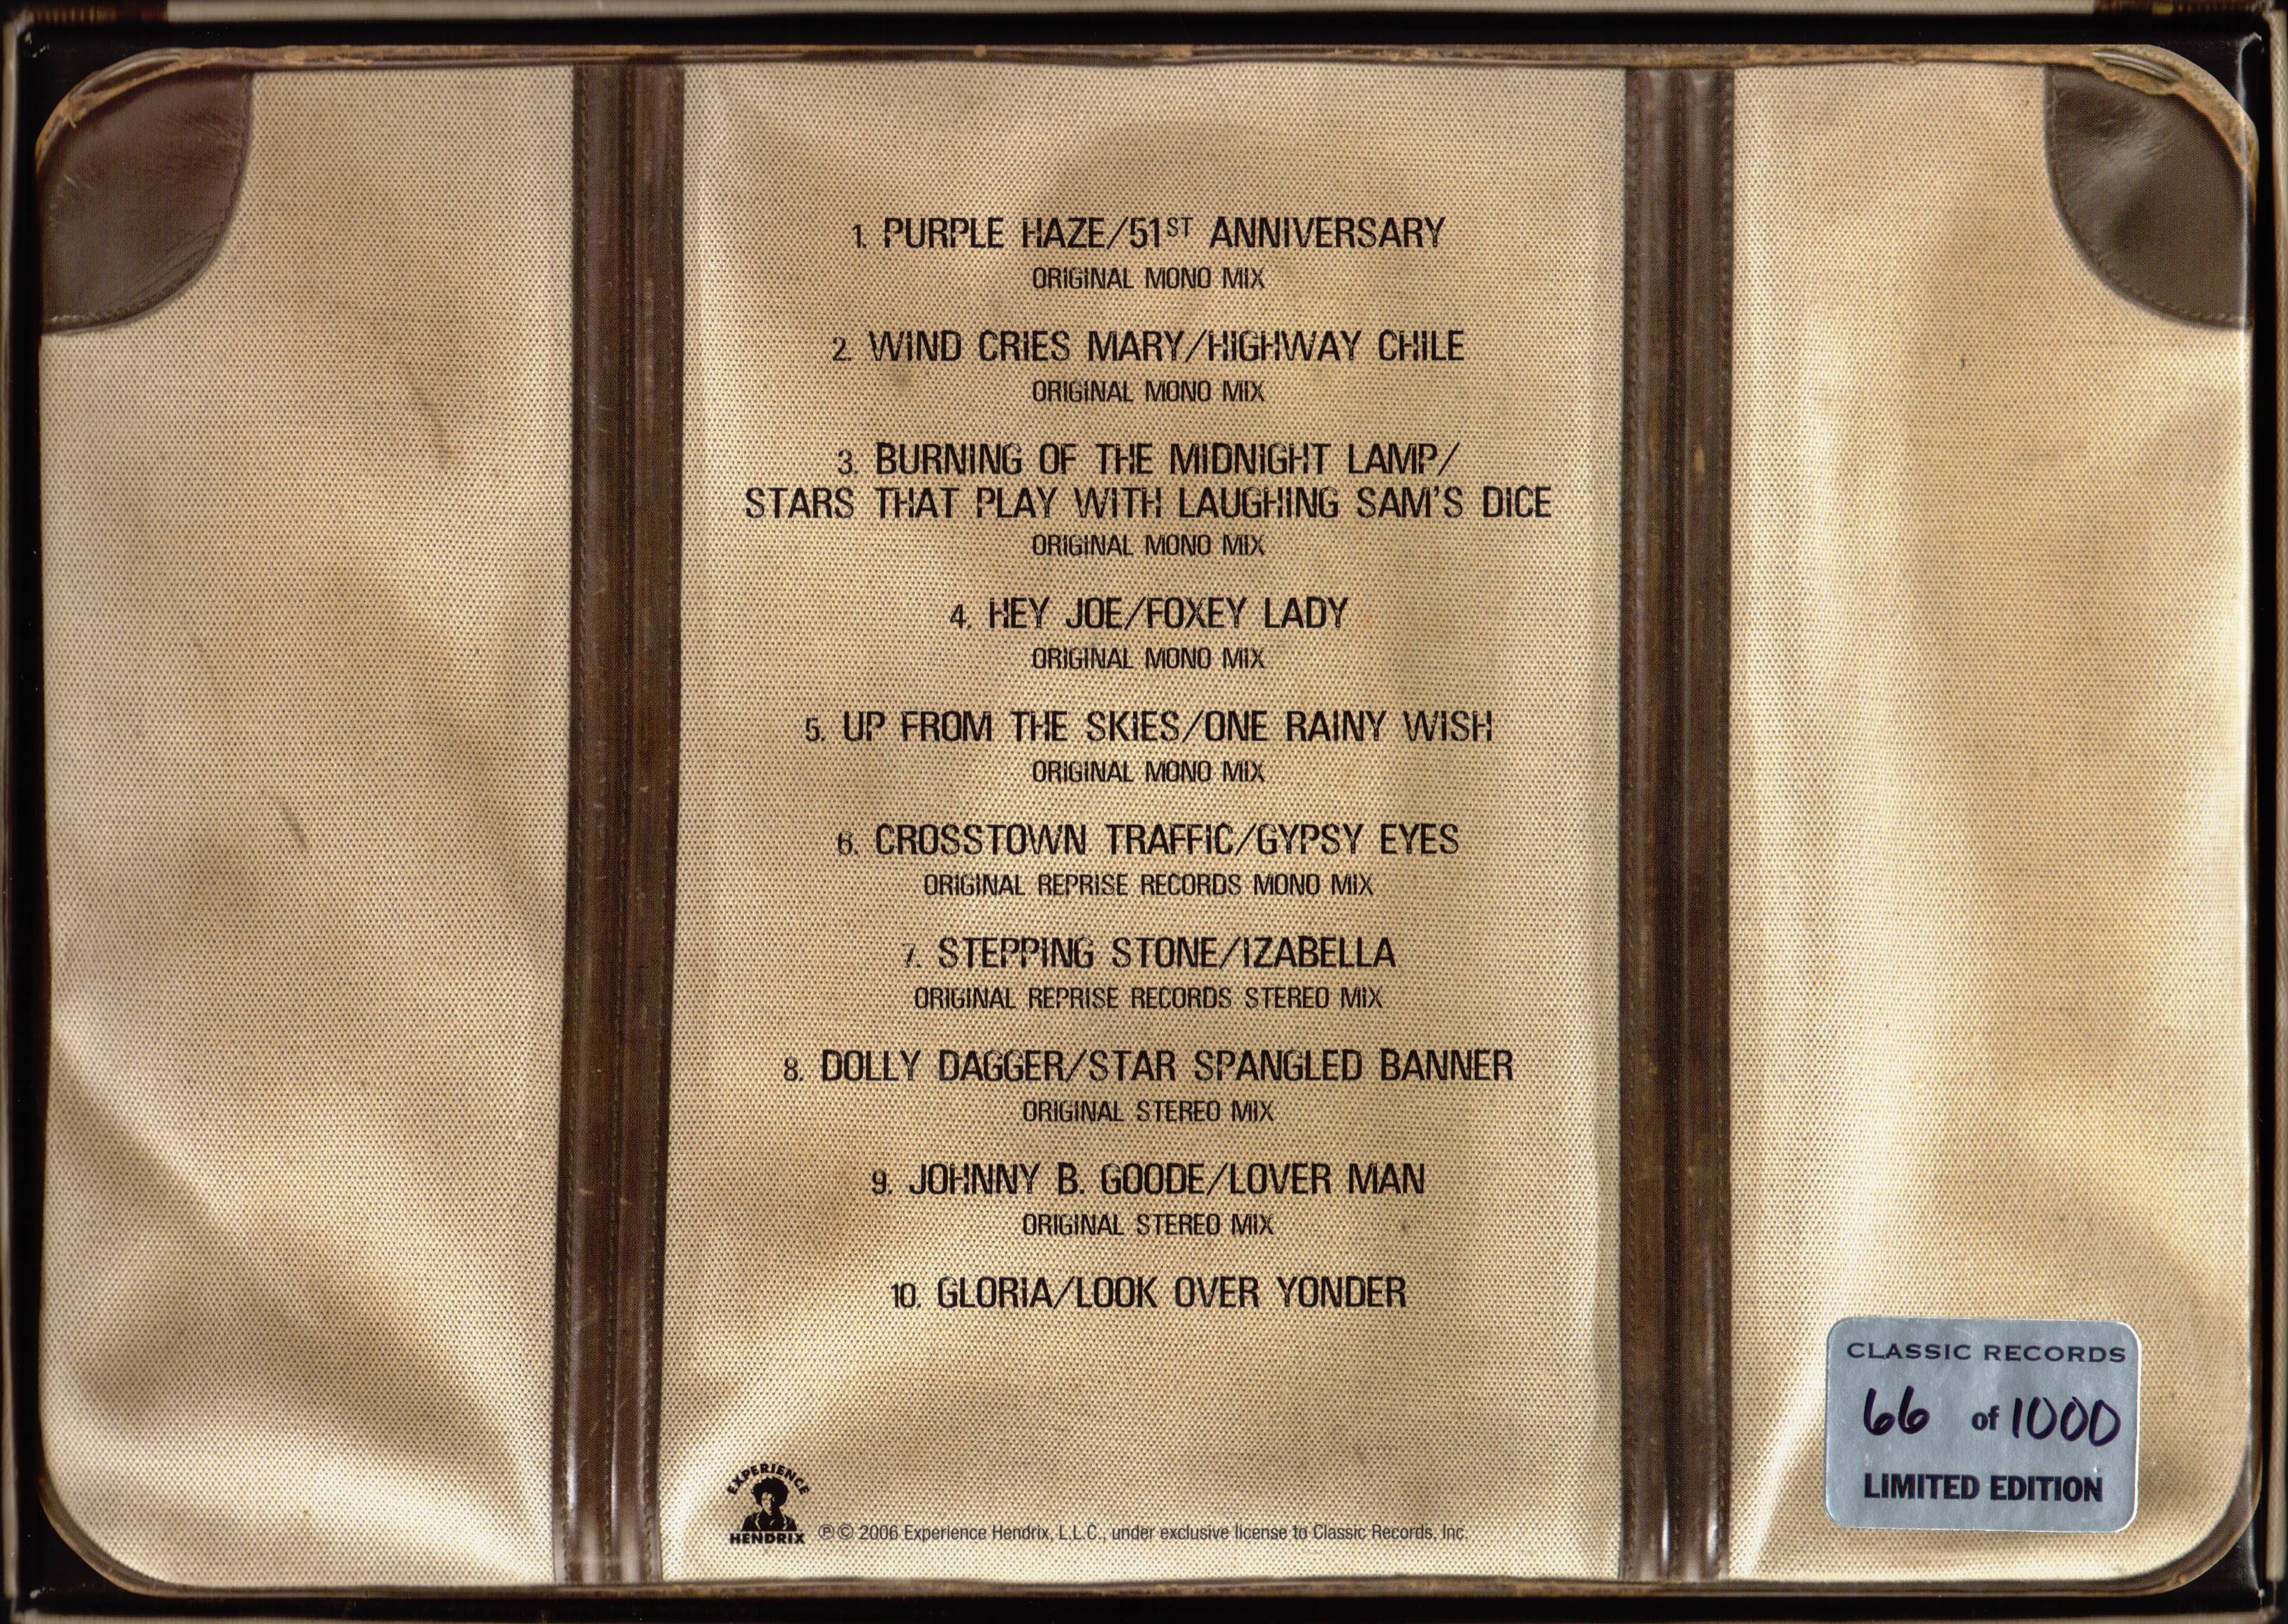 1. PURPLE HAZE/51ST ANNIVERSARY
ORIGINAL MONO MIX
2. WIND CRIES MARY/HIGHWAY CHILE
ORIGINAL MONO MIX
3. BURNING OF THE MIDNIGHT LAMP/
STARS THAT PLAY WITH LAUGHING SAM'S DICE
ORIGINAL MONO MIX
4. HEY JOE/FOXEY LADY
ORIGINAL MONO MIX
5. UP FROM THE SKIES/ONE RAINY WISH
ORIGINAL MONO MIX
6. CROSSTOWN TRAFFIC/GYPSY EYES
ORIGINAL REPRISE RECORDS MONO MIX
7. STEPPING STONE/IZABELLA
ORIGINAL REPRISE RECORDS STEREO MIX
8. DOLLY DAGGER/STAR SPANGLED BANNER
ORIGINAL STEREO MIX
9. JOHNNY B. GOODE/LOVER MAN
ORIGINAL STEREO MIX
10. GLORIA/LOOK OVER YONDER
EXPERIENCE
HENDRIX
℗© 2006 Experience Hendrix, L.L.C., under exclusive license to Classic Records, Inc.
CLASSIC RECORDS
66 of 1000
LIMITED EDITION